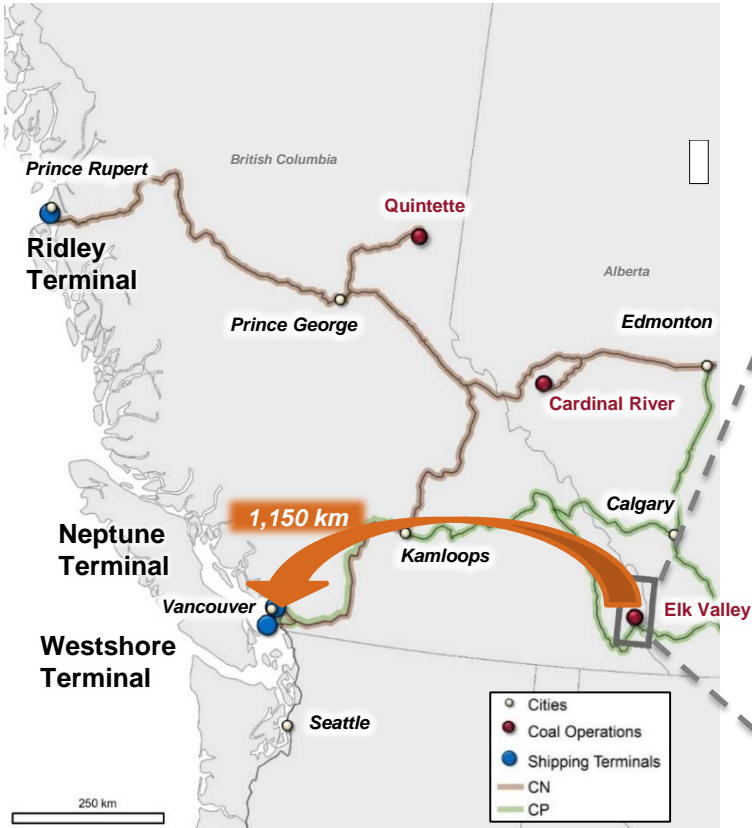 British Columbia
Prince Rupert
Quintette
Ridley
Terminal
Alberta
Prince George
Edmonton
Cardinal River
1,150 km
Calgary
Neptune
Terminal
Kamloops
Vancouver
Elk Valley
Westshore
Terminal
Seattle
Cities
Coal Operations
Shipping Terminals
CN
CP
250 km